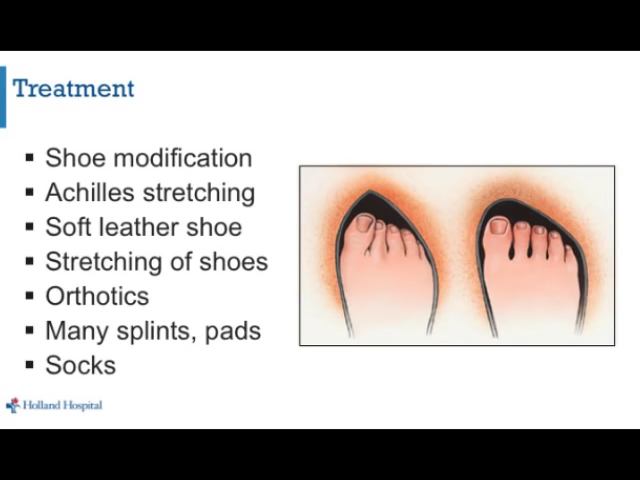 Treatment
▪ Shoe modification
▪ Achilles stretching
▪ Soft leather shoe
▪ Stretching of shoes
▪ Orthotics
▪ Many splints, pads
▪ Socks
Holland Hospital